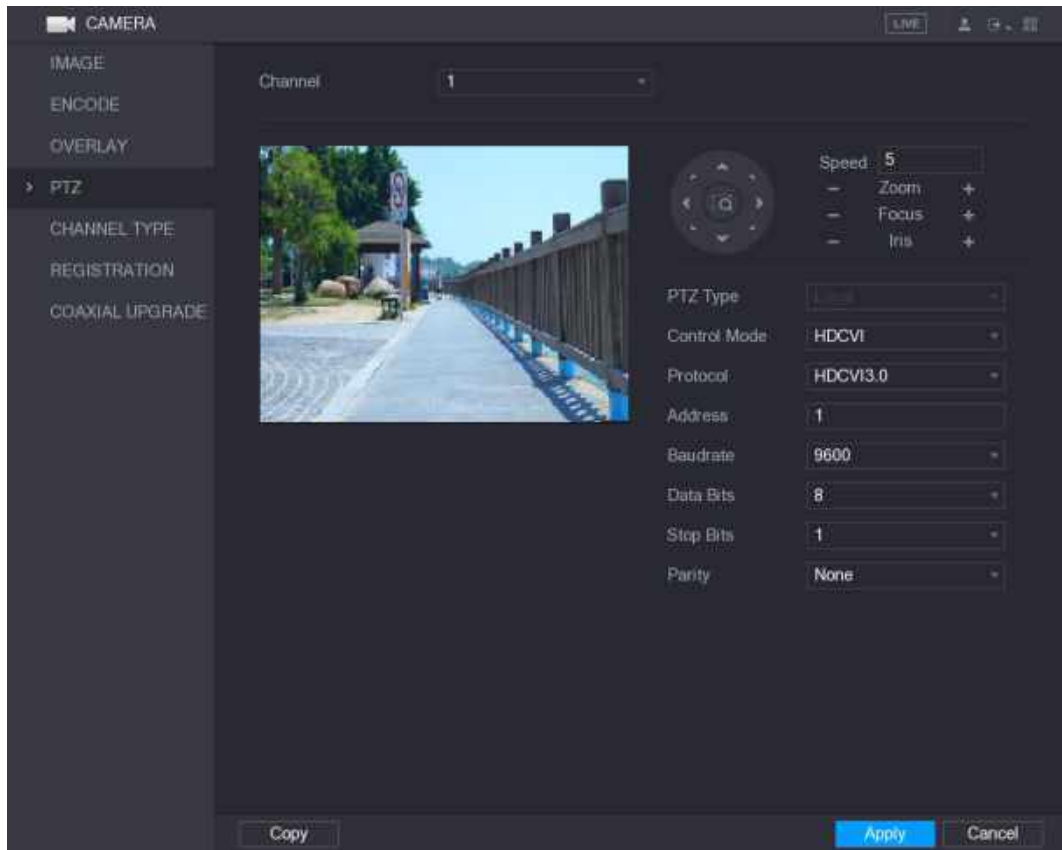 CAMERA
LIVE
IMAGE
ENCODE
OVERLAY
PTZ
CHANNEL TYPE
REGISTRATION
COAXIAL UPGRADE
Channel 1
Speed 5
Zoom
Focus
Iris
PTZ Type Local
Control Mode HDCVI
Protocol HDCVI3.0
Address 1
Baudrate 9600
Data Bits 8
Stop Bits 1
Parity None
Copy Apply Cancel